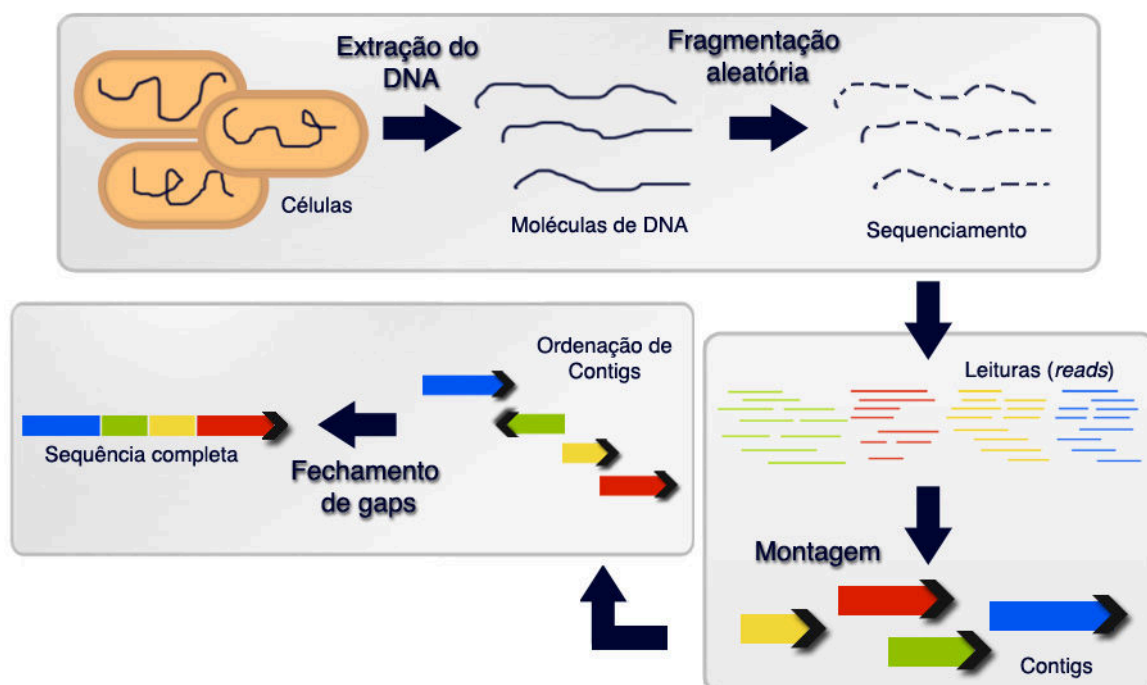 Extração do
DNA
Fragmentação
aleatória
Células
Moléculas de DNA
Sequenciamento
Leituras (reads)
Montagem
Contigs
Ordenação de
Contigs
Fechamento
de gaps
Sequência completa